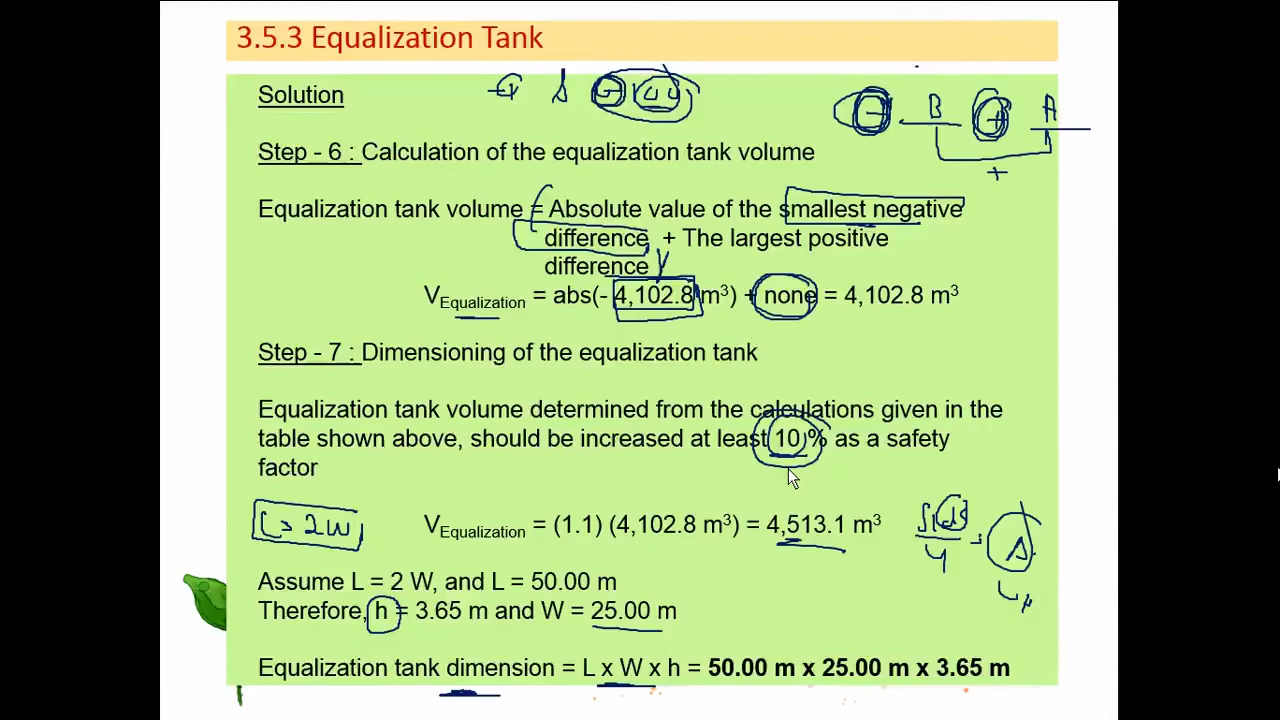 3.5.3 Equalization Tank
Solution
B + A
+
Step - 6 : Calculation of the equalization tank volume
Equalization tank volume = Absolute value of the smallest negative
difference + The largest positive
difference
VEqualization = abs(- 4,102.8 m³) + none = 4,102.8 m³
Step - 7 : Dimensioning of the equalization tank
Equalization tank volume determined from the calculations given in the
table shown above, should be increased at least 10 % as a safety
factor
VEqualization = (1.1) (4,102.8 m³) = 4,513.1 m³
Assume L = 2 W, and L = 50.00 m
Therefore, h = 3.65 m and W = 25.00 m
Equalization tank dimension = L x W x h = 50.00 m x 25.00 m x 3.65 m